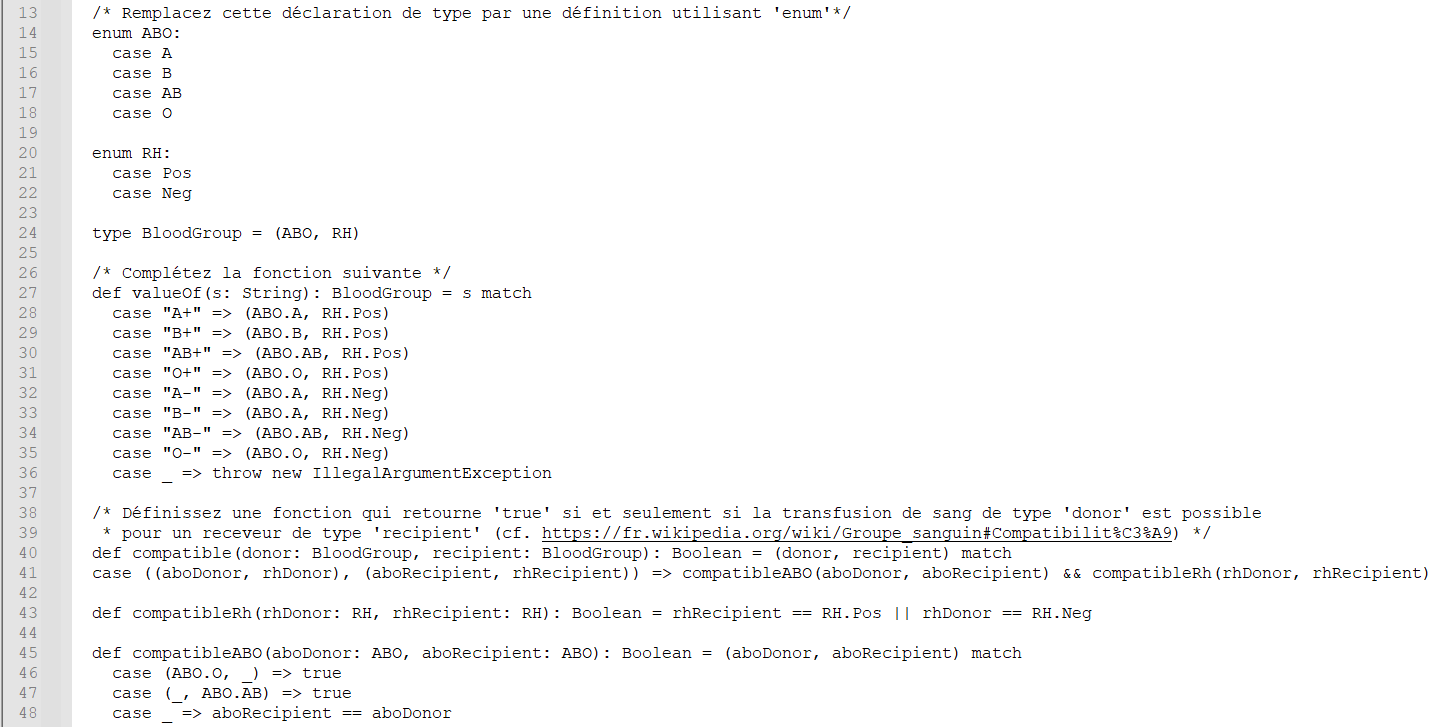 13 /* Remplacez cette déclaration de type par une définition utilisant 'enum'*/
14 enum ABO:
15 case A
16 case B
17 case AB
18 case O
19
20 enum RH:
21 case Pos
22 case Neg
23
24 type BloodGroup = (ABO, RH)
25
26 /* Complétez la fonction suivante */
27 def valueOf(s: String): BloodGroup = s match
28 case "A+" => (ABO.A, RH.Pos)
29 case "B+" => (ABO.B, RH.Pos)
30 case "AB+" => (ABO.AB, RH.Pos)
31 case "O+" => (ABO.O, RH.Pos)
32 case "A-" => (ABO.A, RH.Neg)
33 case "B-" => (ABO.A, RH.Neg)
34 case "AB-" => (ABO.AB, RH.Neg)
35 case "O-" => (ABO.O, RH.Neg)
36 case _ => throw new IllegalArgumentException
37
38 /* Définissez une fonction qui retourne 'true' si et seulement si la transfusion de sang de type 'donor' est possible
39 * pour un receveur de type 'recipient' (cf. https://fr.wikipedia.org/wiki/Groupe_sanguin#Compatibilit%C3%A9) */
40 def compatible(donor: BloodGroup, recipient: BloodGroup): Boolean = (donor, recipient) match
41 case ((aboDonor, rhDonor), (aboRecipient, rhRecipient)) => compatibleABO(aboDonor, aboRecipient) && compatibleRh(rhDonor, rhRecipient)
42
43 def compatibleRh(rhDonor: RH, rhRecipient: RH): Boolean = rhRecipient == RH.Pos || rhDonor == RH.Neg
44
45 def compatibleABO(aboDonor: ABO, aboRecipient: ABO): Boolean = (aboDonor, aboRecipient) match
46 case (ABO.O, _) => true
47 case (_, ABO.AB) => true
48 case _ => aboRecipient == aboDonor